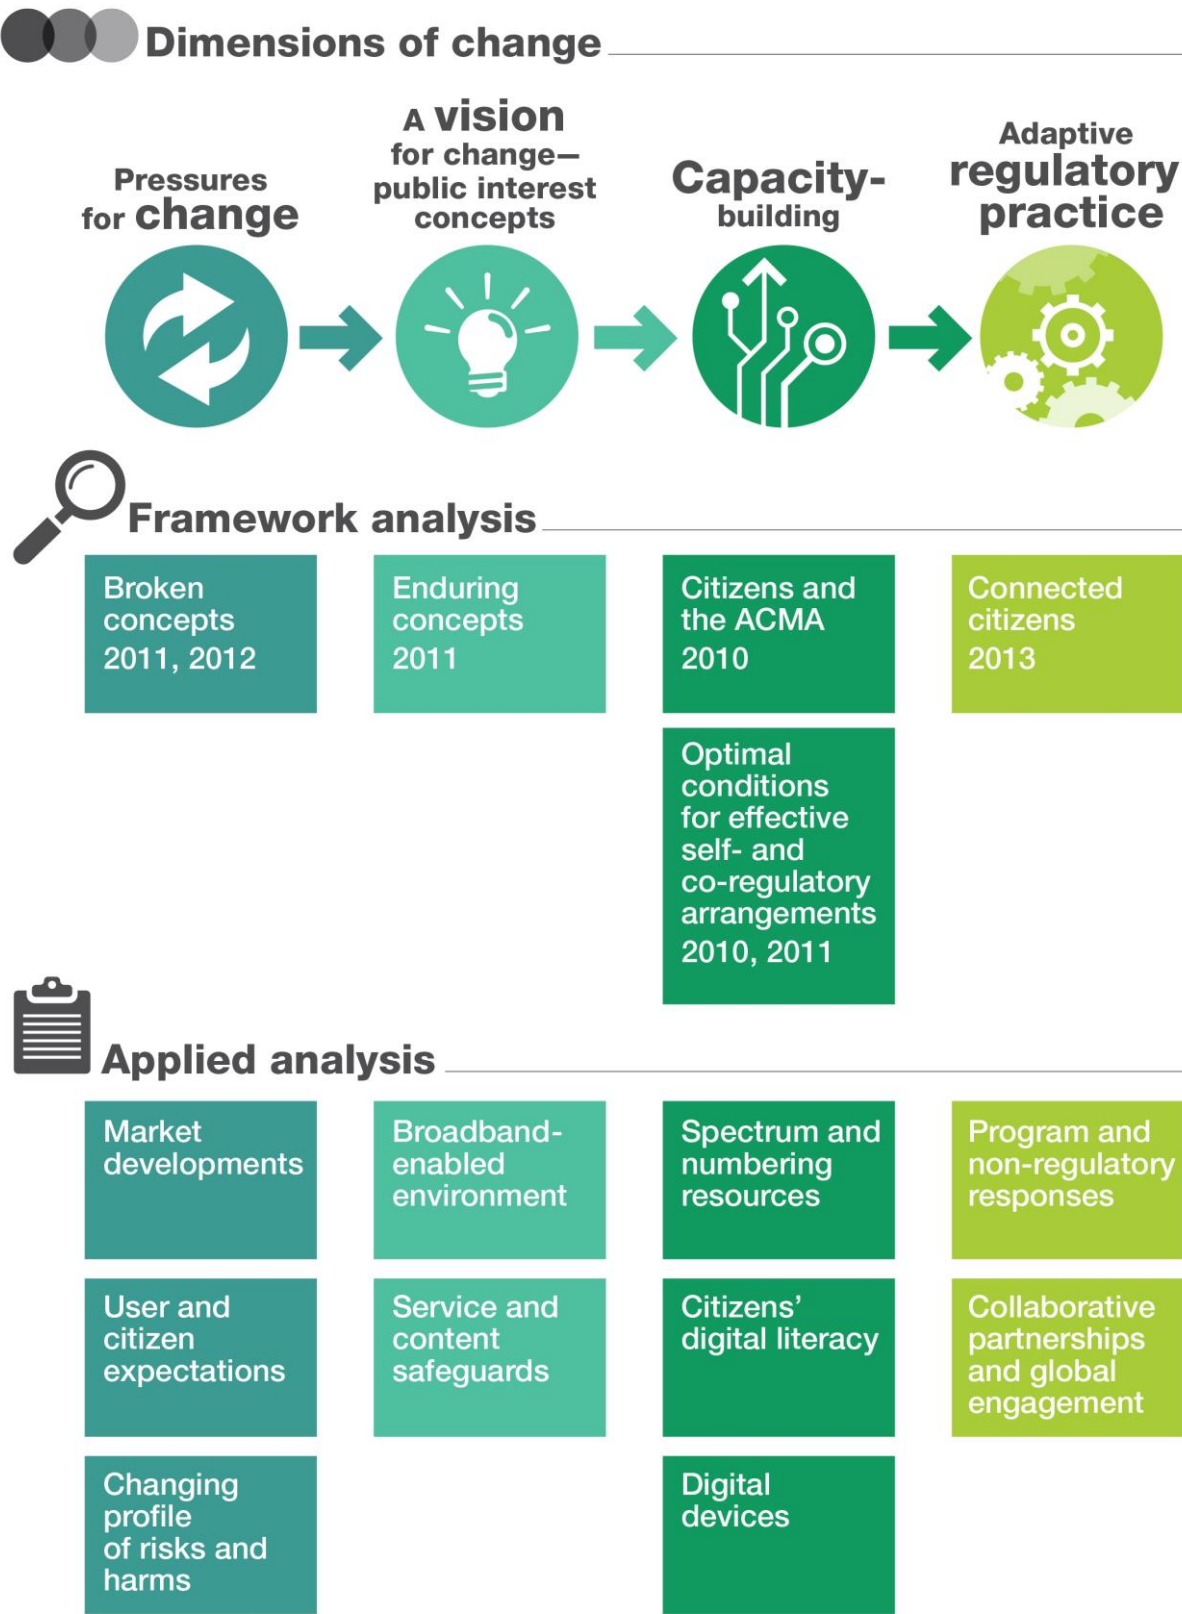 Dimensions of change
Pressures
for change
A vision
for change—
public interest
concepts
Capacity-
building
Adaptive
regulatory
practice
Framework analysis
Broken
concepts
2011, 2012
Enduring
concepts
2011
Citizens and
the ACMA
2010
Connected
citizens
2013
Optimal
conditions
for effective
self- and
co-regulatory
arrangements
2010, 2011
Applied analysis
Market
developments
Broadband-
enabled
environment
Spectrum and
numbering
resources
Program and
non-regulatory
responses
User and
citizen
expectations
Service and
content
safeguards
Citizens’
digital literacy
Collaborative
partnerships
and global
engagement
Changing
profile
of risks and
harms
Digital
devices